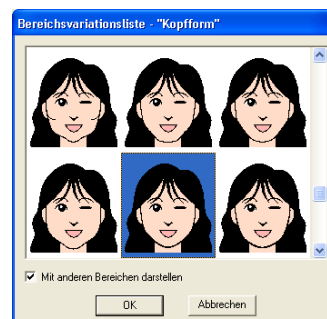 Bereichsvariationsliste - "Kopfform"
Mit anderen Bereichen darstellen
OK
Abbrechen